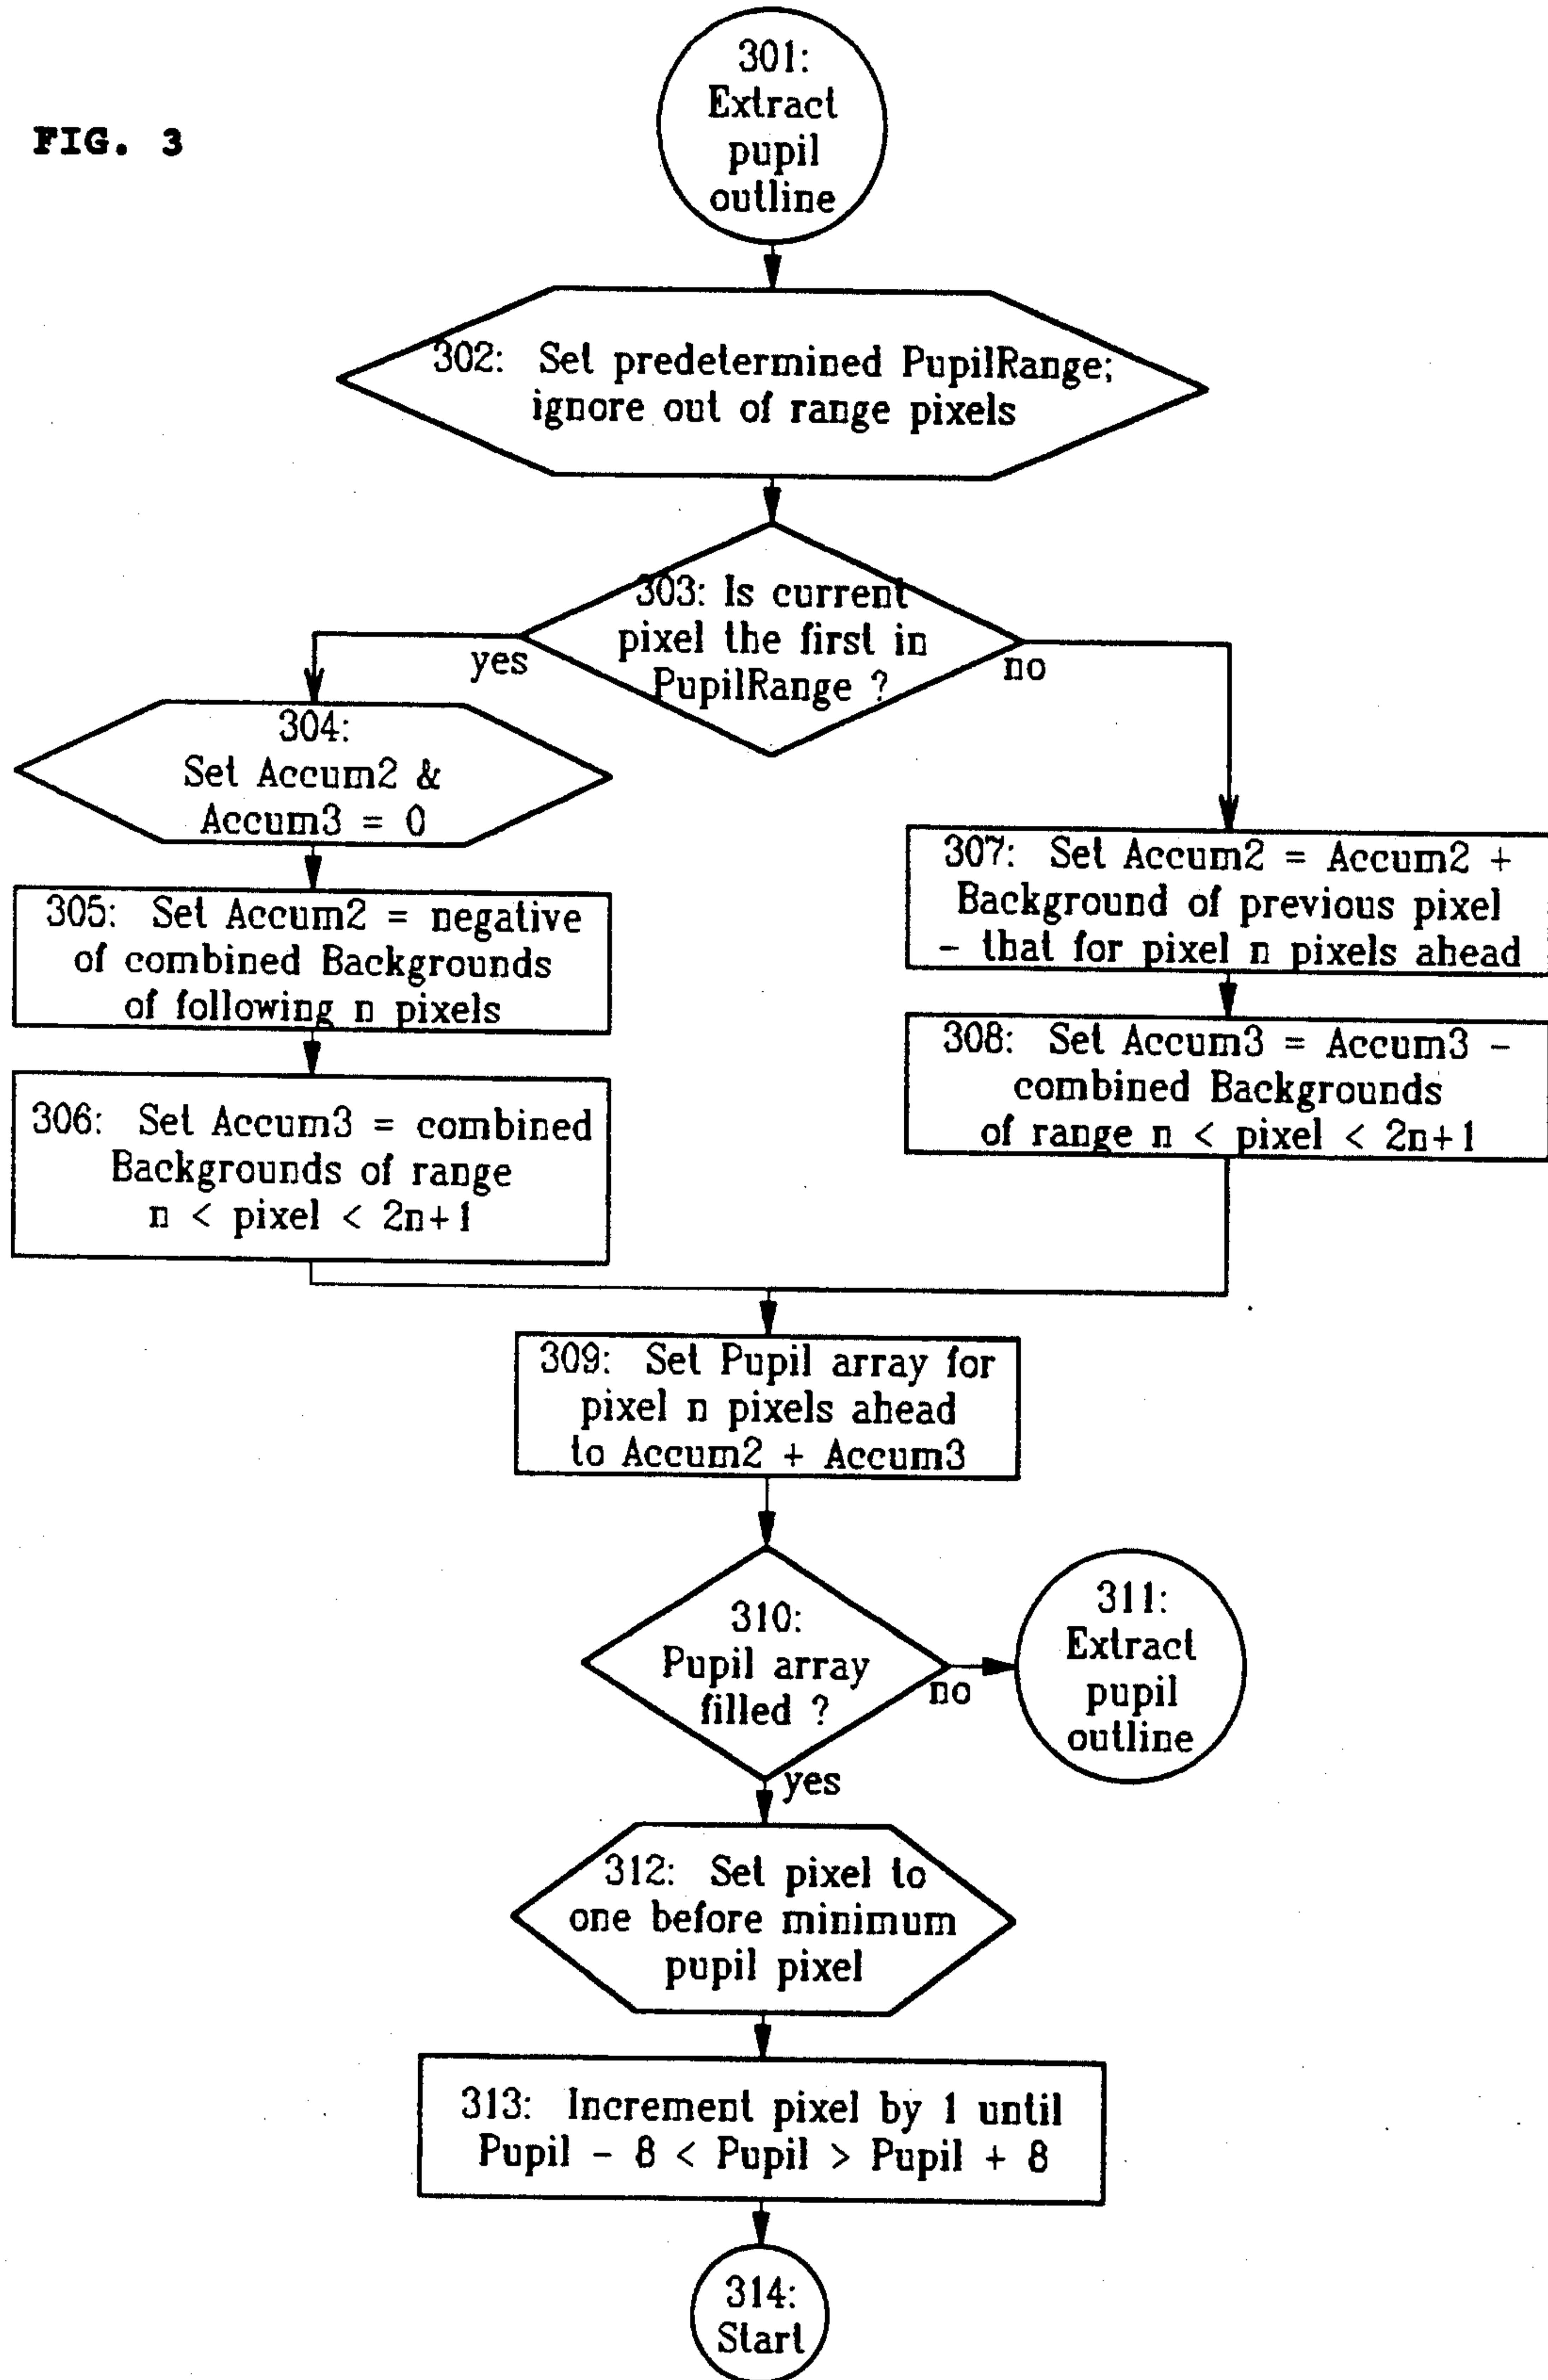 FIG. 3
301:
Extract
pupil
outline
302: Set predetermined PupilRange;
ignore out of range pixels
303: Is current
pixel the first in
PupilRange ?
yes
no
304:
Set Accum2 &
Accum3 = 0
305: Set Accum2 = negative
of combined Backgrounds
of following n pixels
306: Set Accum3 = combined
Backgrounds of range
n < pixel < 2n+1
307: Set Accum2 = Accum2 +
Background of previous pixel
- that for pixel n pixels ahead
308: Set Accum3 = Accum3 -
combined Backgrounds
of range n < pixel < 2n+1
309: Set Pupil array for
pixel n pixels ahead
to Accum2 + Accum3
310:
Pupil array
filled ?
no
311:
Extract
pupil
outline
yes
312: Set pixel to
one before minimum
pupil pixel
313: Increment pixel by 1 until
Pupil - 8 < Pupil > Pupil + 8
314:
Start